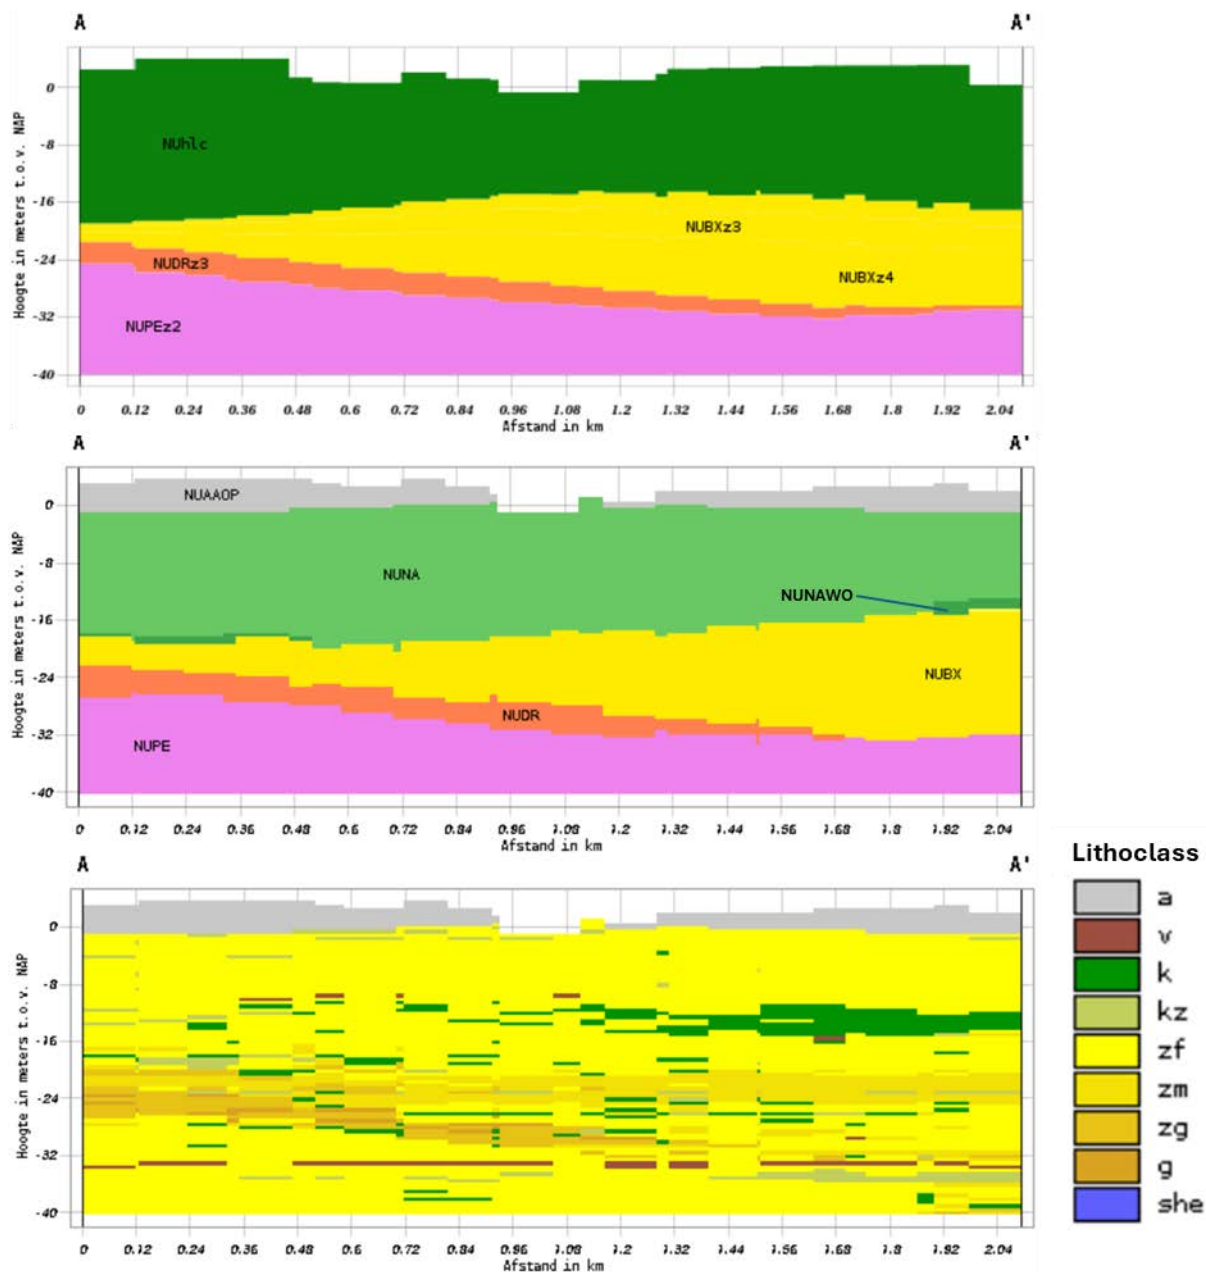 A A'
Hoogte in meters t.o.v. NAP
0
-8
-16
-24
-32
-40
NUhlc
NUBXz3
NUDRz3
NUBXz4
NUPEz2
0 0.12 0.24 0.36 0.48 0.6 0.72 0.84 0.96 1.08 1.2 1.32 1.44 1.56 1.68 1.8 1.92 2.04
Afstand in km
A A'
Hoogte in meters t.o.v. NAP
0
-8
-16
-24
-32
-40
NUAAOP
NUNA
NUNAWO
NUBX
NUDR
NUPE
0 0.12 0.24 0.36 0.48 0.6 0.72 0.84 0.96 1.08 1.2 1.32 1.44 1.56 1.68 1.8 1.92 2.04
Afstand in km
A A'
Hoogte in meters t.o.v. NAP
0
-8
-16
-24
-32
-40
0 0.12 0.24 0.36 0.48 0.6 0.72 0.84 0.96 1.08 1.2 1.32 1.44 1.56 1.68 1.8 1.92 2.04
Afstand in km
Lithoclass
a
v
k
kz
zf
zm
zg
g
she